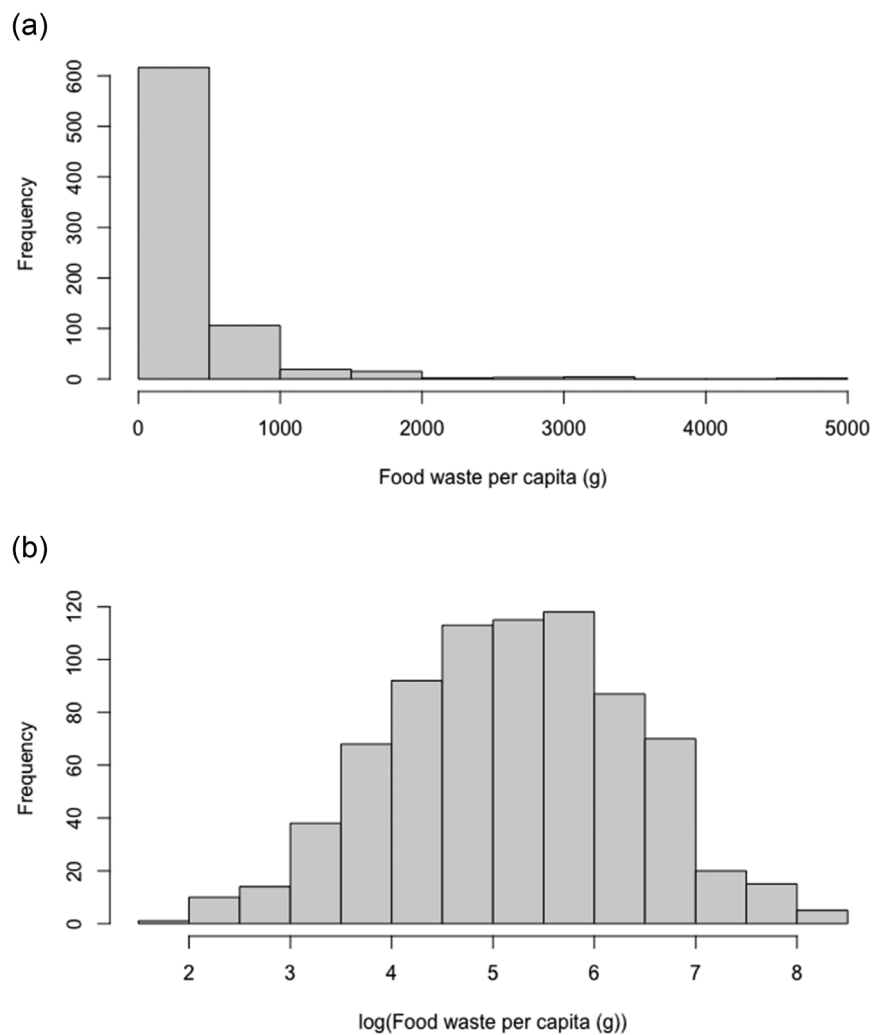 (a)
600
500
400
300
200
100
0
Frequency
0 1000 2000 3000 4000 5000
Food waste per capita (g)
(b)
120
100
80
60
40
20
0
Frequency
2 3 4 5 6 7 8
log(Food waste per capita (g))